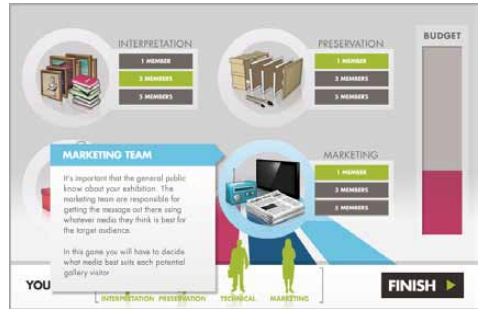 INTERPRETATION
1 MEMBER
3 MEMBERS
5 MEMBERS
PRESERVATION
1 MEMBER
3 MEMBERS
5 MEMBERS
BUDGET
MARKETING TEAM
It's important that the general public
know about your exhibition. The
marketing team are responsible for
getting the message out there using
whatever media they think is best for
the target audience.
In this game you will have to decide
what media best suits each potential
gallery visitor
MARKETING
1 MEMBER
3 MEMBERS
5 MEMBERS
YOU
INTERPRETATION PRESERVATION TECHNICAL MARKETING
FINISH